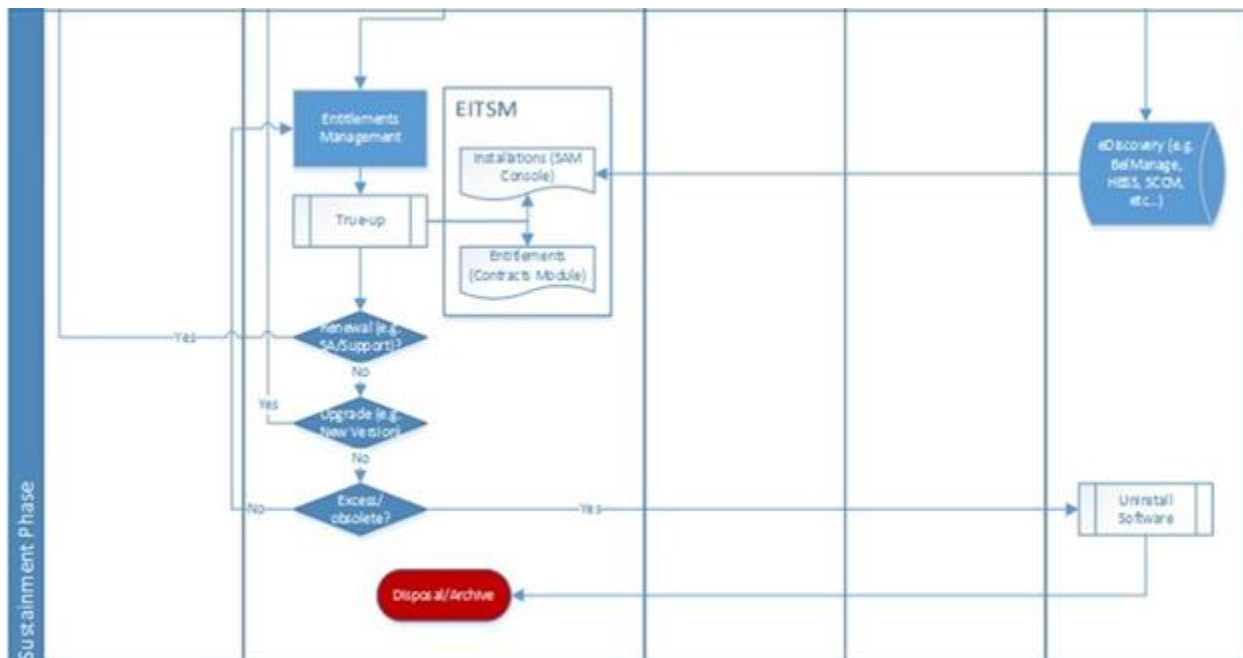 Entitlements
Management
EITSM
Installations (SAM
Console)
eDiscovery (e.g.
BelManage,
HBSS, SCCM,
etc...)
True-up
Entitlements
(Contracts Module)
Renewal (e.g.
SA/Support)?
Yes
No
Yes
Upgrade (e.g.
New Version)
No
Excess/
obsolete?
No
Yes
Uninstall
Software
Disposal/Archive
Sustainment Phase